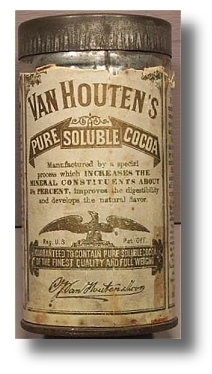 VAN HOUTEN'S
PURE SOLUBLE COCOA
Manufactured by a special
process which INCREASES THE
MINERAL CONSTITUENTS ABOUT
PERCENT. Improves the digestibility
and develops the natural flavor.
Reg. U.S. Pat. Off.
GUARANTEED TO CONTAIN PURE SOLUBLE COCOA
OF THE FINEST QUALITY AND FULL WEIGHT